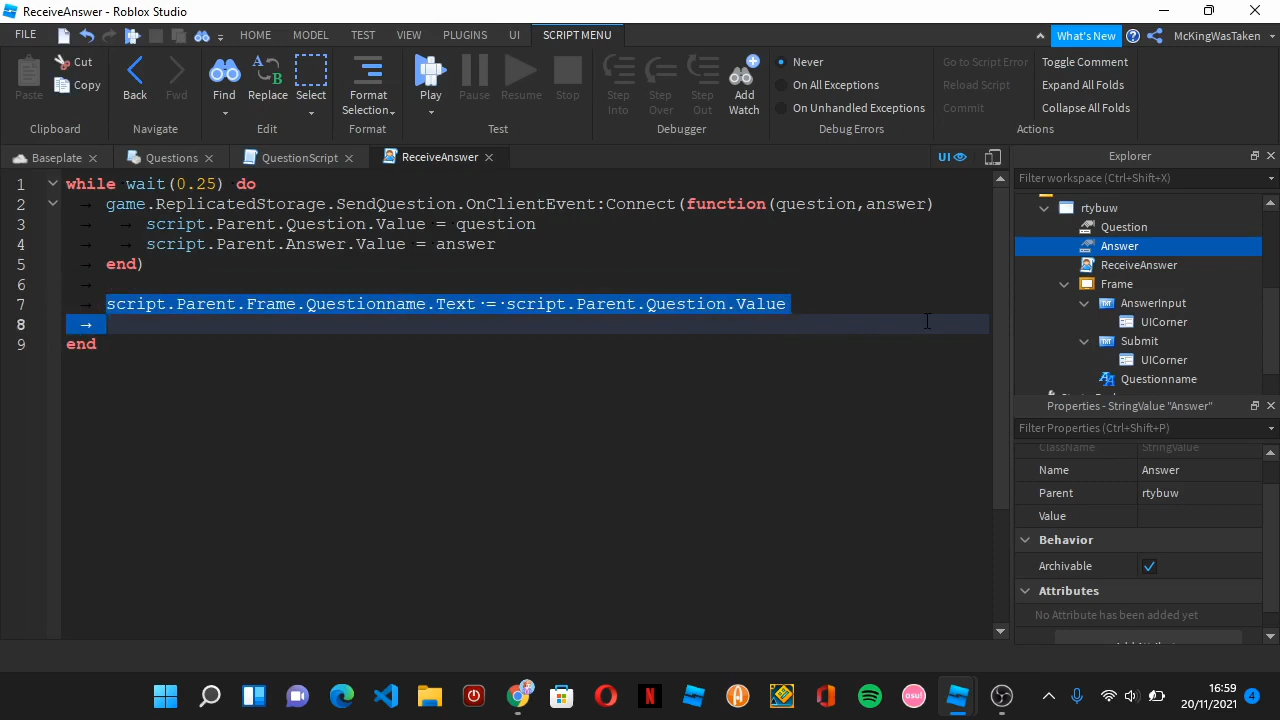 ReceiveAnswer - Roblox Studio
FILE HOME MODEL TEST VIEW PLUGINS UI SCRIPT MENU What's New McKingWasTaken
Paste Cut Copy Back Fwd Find Replace Select Format Selection Play Pause Resume Stop Step Into Step Over Step Out Add Watch
Never
On All Exceptions
On Unhandled Exceptions
Go to Script Error
Reload Script
Commit
Toggle Comment
Expand All Folds
Collapse All Folds
Clipboard Navigate Edit Format Test Debugger Debug Errors Actions
Baseplate Questions QuestionScript ReceiveAnswer UI
1 while wait(0.25) do
2 game.ReplicatedStorage.SendQuestion.OnClientEvent:Connect(function(question,answer)
3 script.Parent.Question.Value = question
4 script.Parent.Answer.Value = answer
5 end)
6
7 script.Parent.Frame.Questionname.Text = script.Parent.Question.Value
8
9 end
Explorer
Filter workspace (Ctrl+Shift+X)
rtybuw
Question
Answer
ReceiveAnswer
Frame
AnswerInput
UICorner
Submit
UICorner
Questionname
Properties - StringValue "Answer"
Filter Properties (Ctrl+Shift+P)
ClassName StringValue
Name Answer
Parent rtybuw
Value
Behavior
Archivable
Attributes
No Attribute has been added yet
osu!
16:59
20/11/2021
4